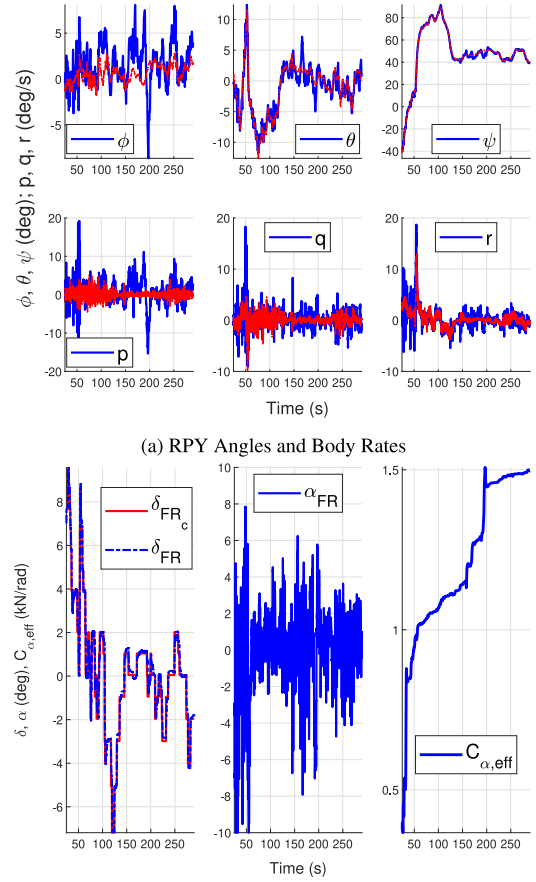 ϕ, θ, ψ (deg); p, q, r (deg/s)
5
0
-5
50 100 150 200 250
ϕ
10
5
0
-5
-10
50 100 150 200 250
θ
80
60
40
20
0
-20
-40
50 100 150 200 250
ψ
20
10
0
-10
-20
50 100 150 200 250
p
20
10
0
-10
50 100 150 200 250
q
20
10
0
-10
50 100 150 200 250
r
Time (s)
(a) RPY Angles and Body Rates
δ, α (deg), C_α,eff (kN/rad)
8
6
4
2
0
-2
-4
-6
50 100 150 200 250
δ_FR_c
δ_FR
10
8
6
4
2
0
-2
-4
-6
-8
-10
50 100 150 200 250
α_FR
1.5
1
0.5
50 100 150 200 250
C_α,eff
Time (s)